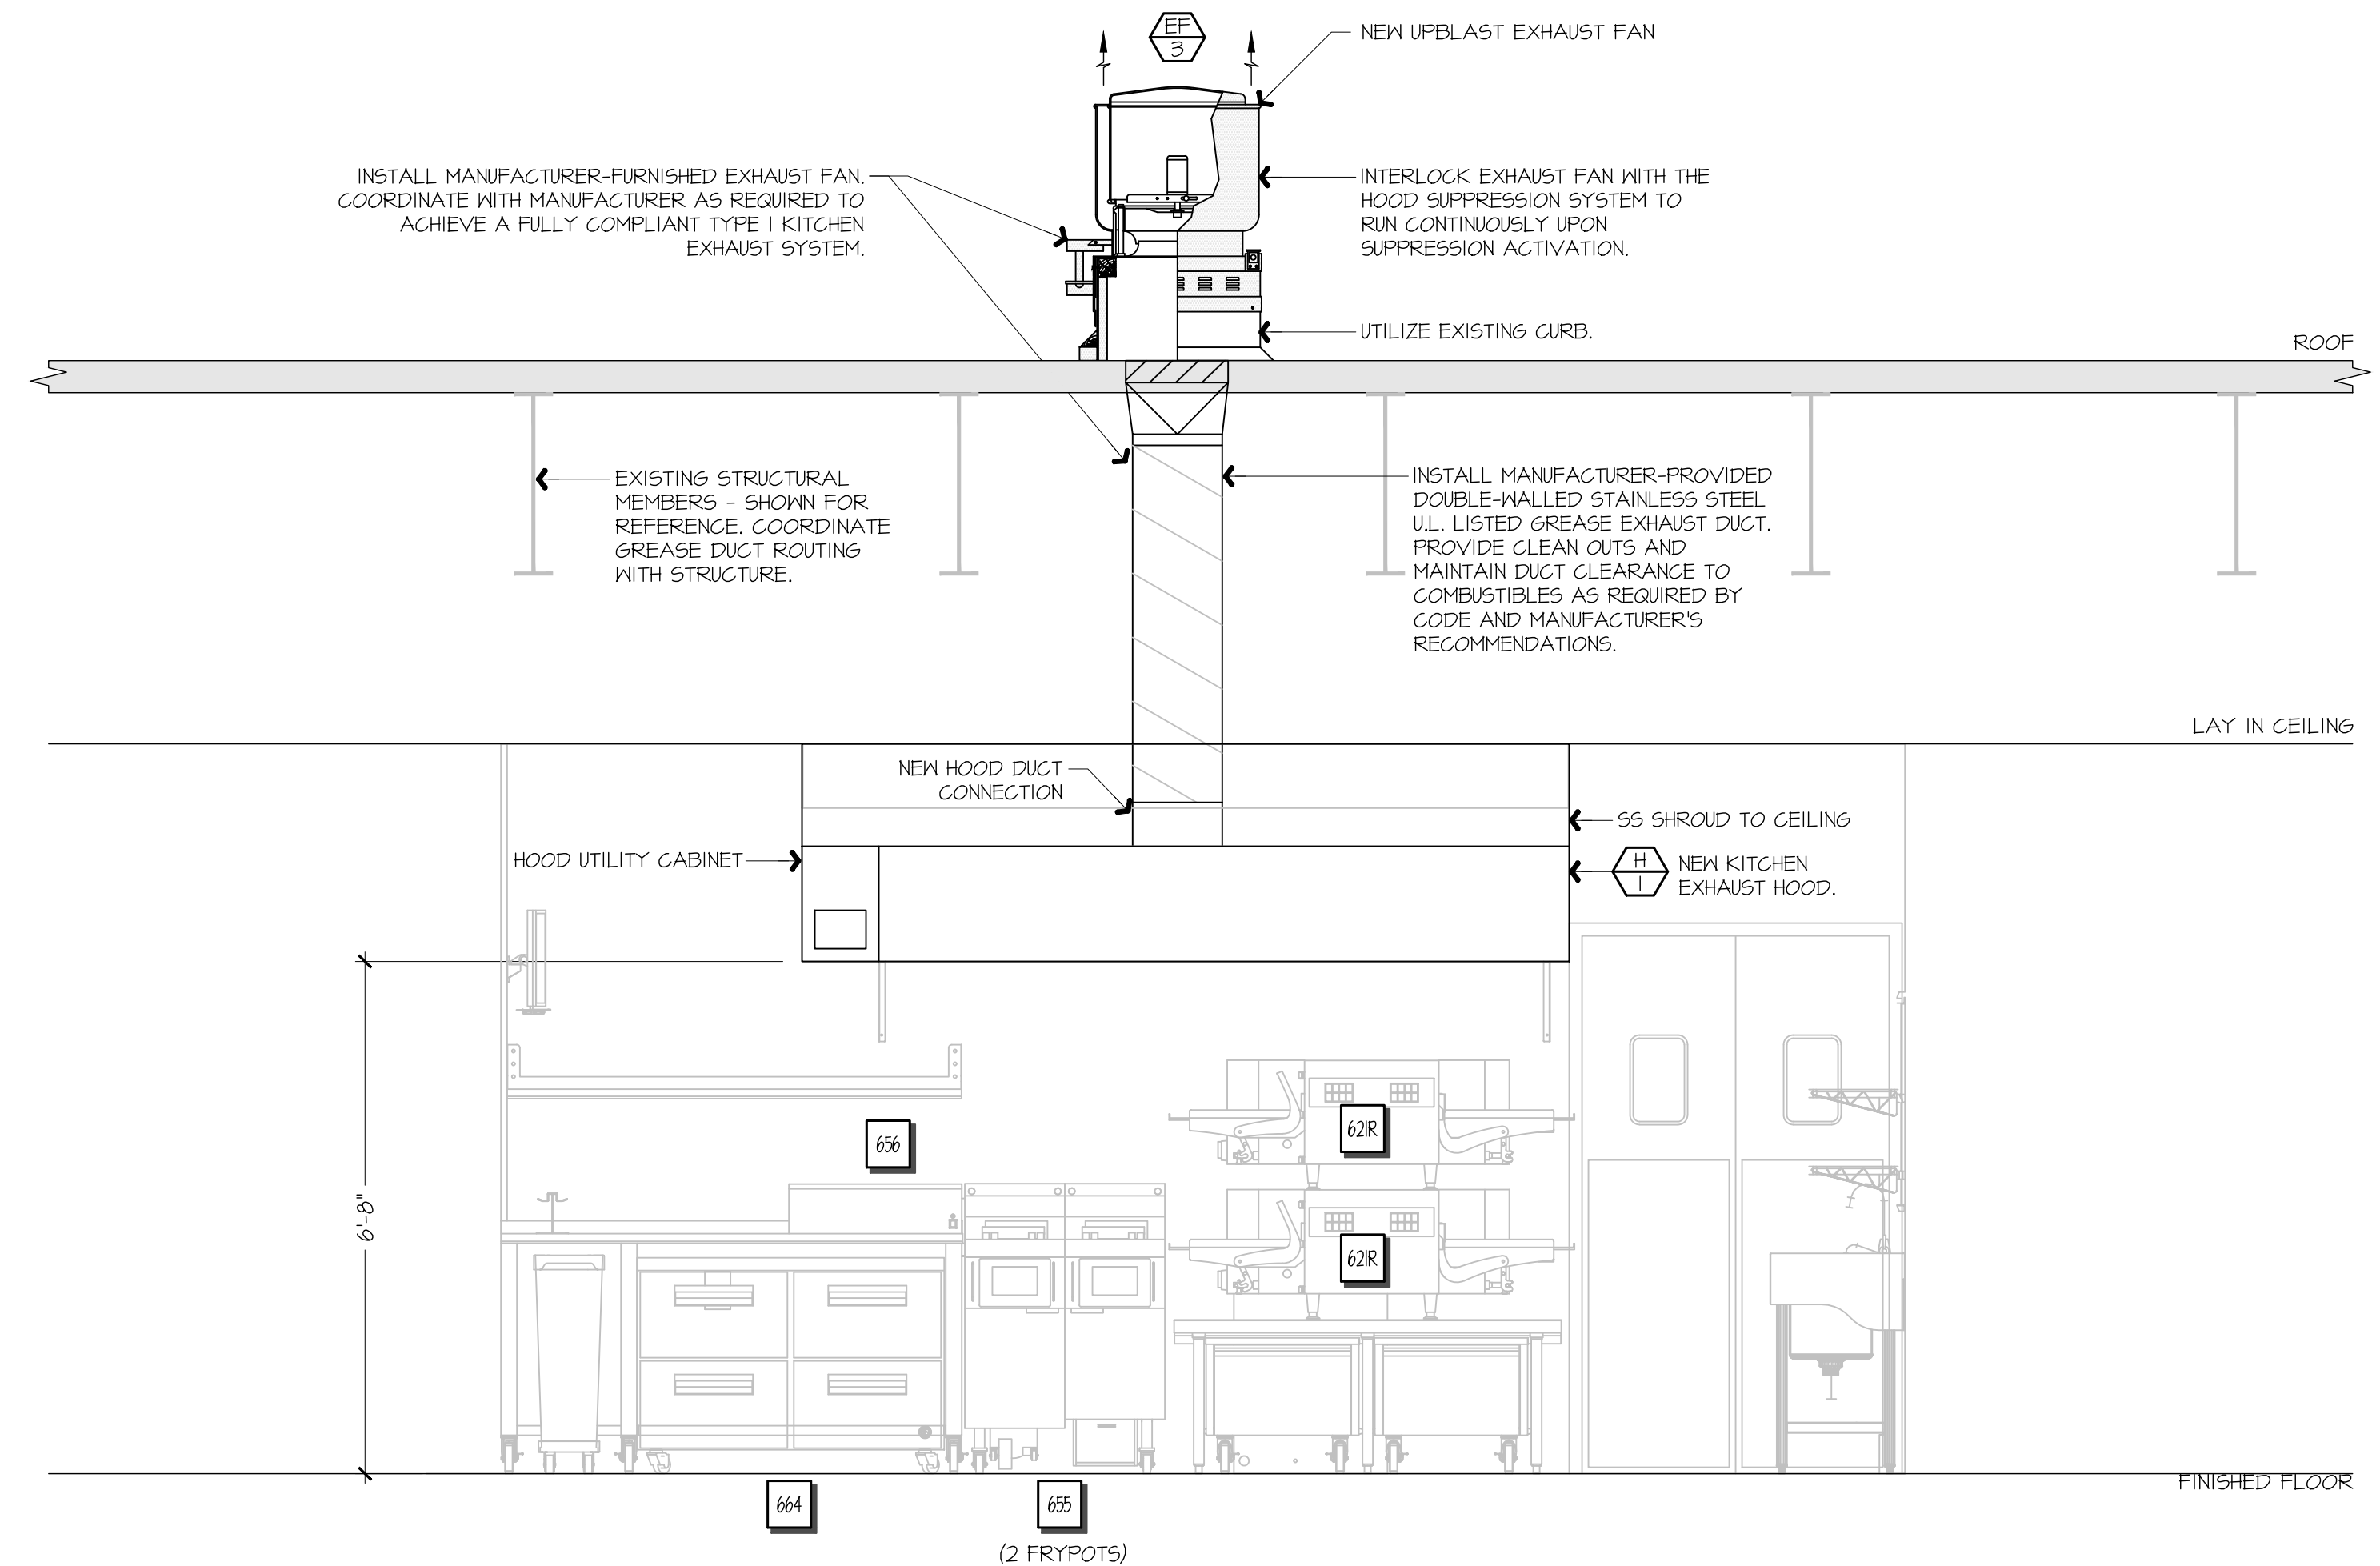 EF
3
NEW UPBLAST EXHAUST FAN
INSTALL MANUFACTURER-FURNISHED EXHAUST FAN.
COORDINATE WITH MANUFACTURER AS REQUIRED TO
ACHIEVE A FULLY COMPLIANT TYPE I KITCHEN
EXHAUST SYSTEM.
INTERLOCK EXHAUST FAN WITH THE
HOOD SUPPRESSION SYSTEM TO
RUN CONTINUOUSLY UPON
SUPPRESSION ACTIVATION.
UTILIZE EXISTING CURB.
ROOF
EXISTING STRUCTURAL
MEMBERS - SHOWN FOR
REFERENCE. COORDINATE
GREASE DUCT ROUTING
WITH STRUCTURE.
INSTALL MANUFACTURER-PROVIDED
DOUBLE-WALLED STAINLESS STEEL
U.L. LISTED GREASE EXHAUST DUCT.
PROVIDE CLEAN OUTS AND
MAINTAIN DUCT CLEARANCE TO
COMBUSTIBLES AS REQUIRED BY
CODE AND MANUFACTURER'S
RECOMMENDATIONS.
LAY IN CEILING
NEW HOOD DUCT
CONNECTION
SS SHROUD TO CEILING
HOOD UTILITY CABINET
H
1
NEW KITCHEN
EXHAUST HOOD.
656
621R
621R
6'-8"
FINISHED FLOOR
664
655
(2 FRYPOTS)